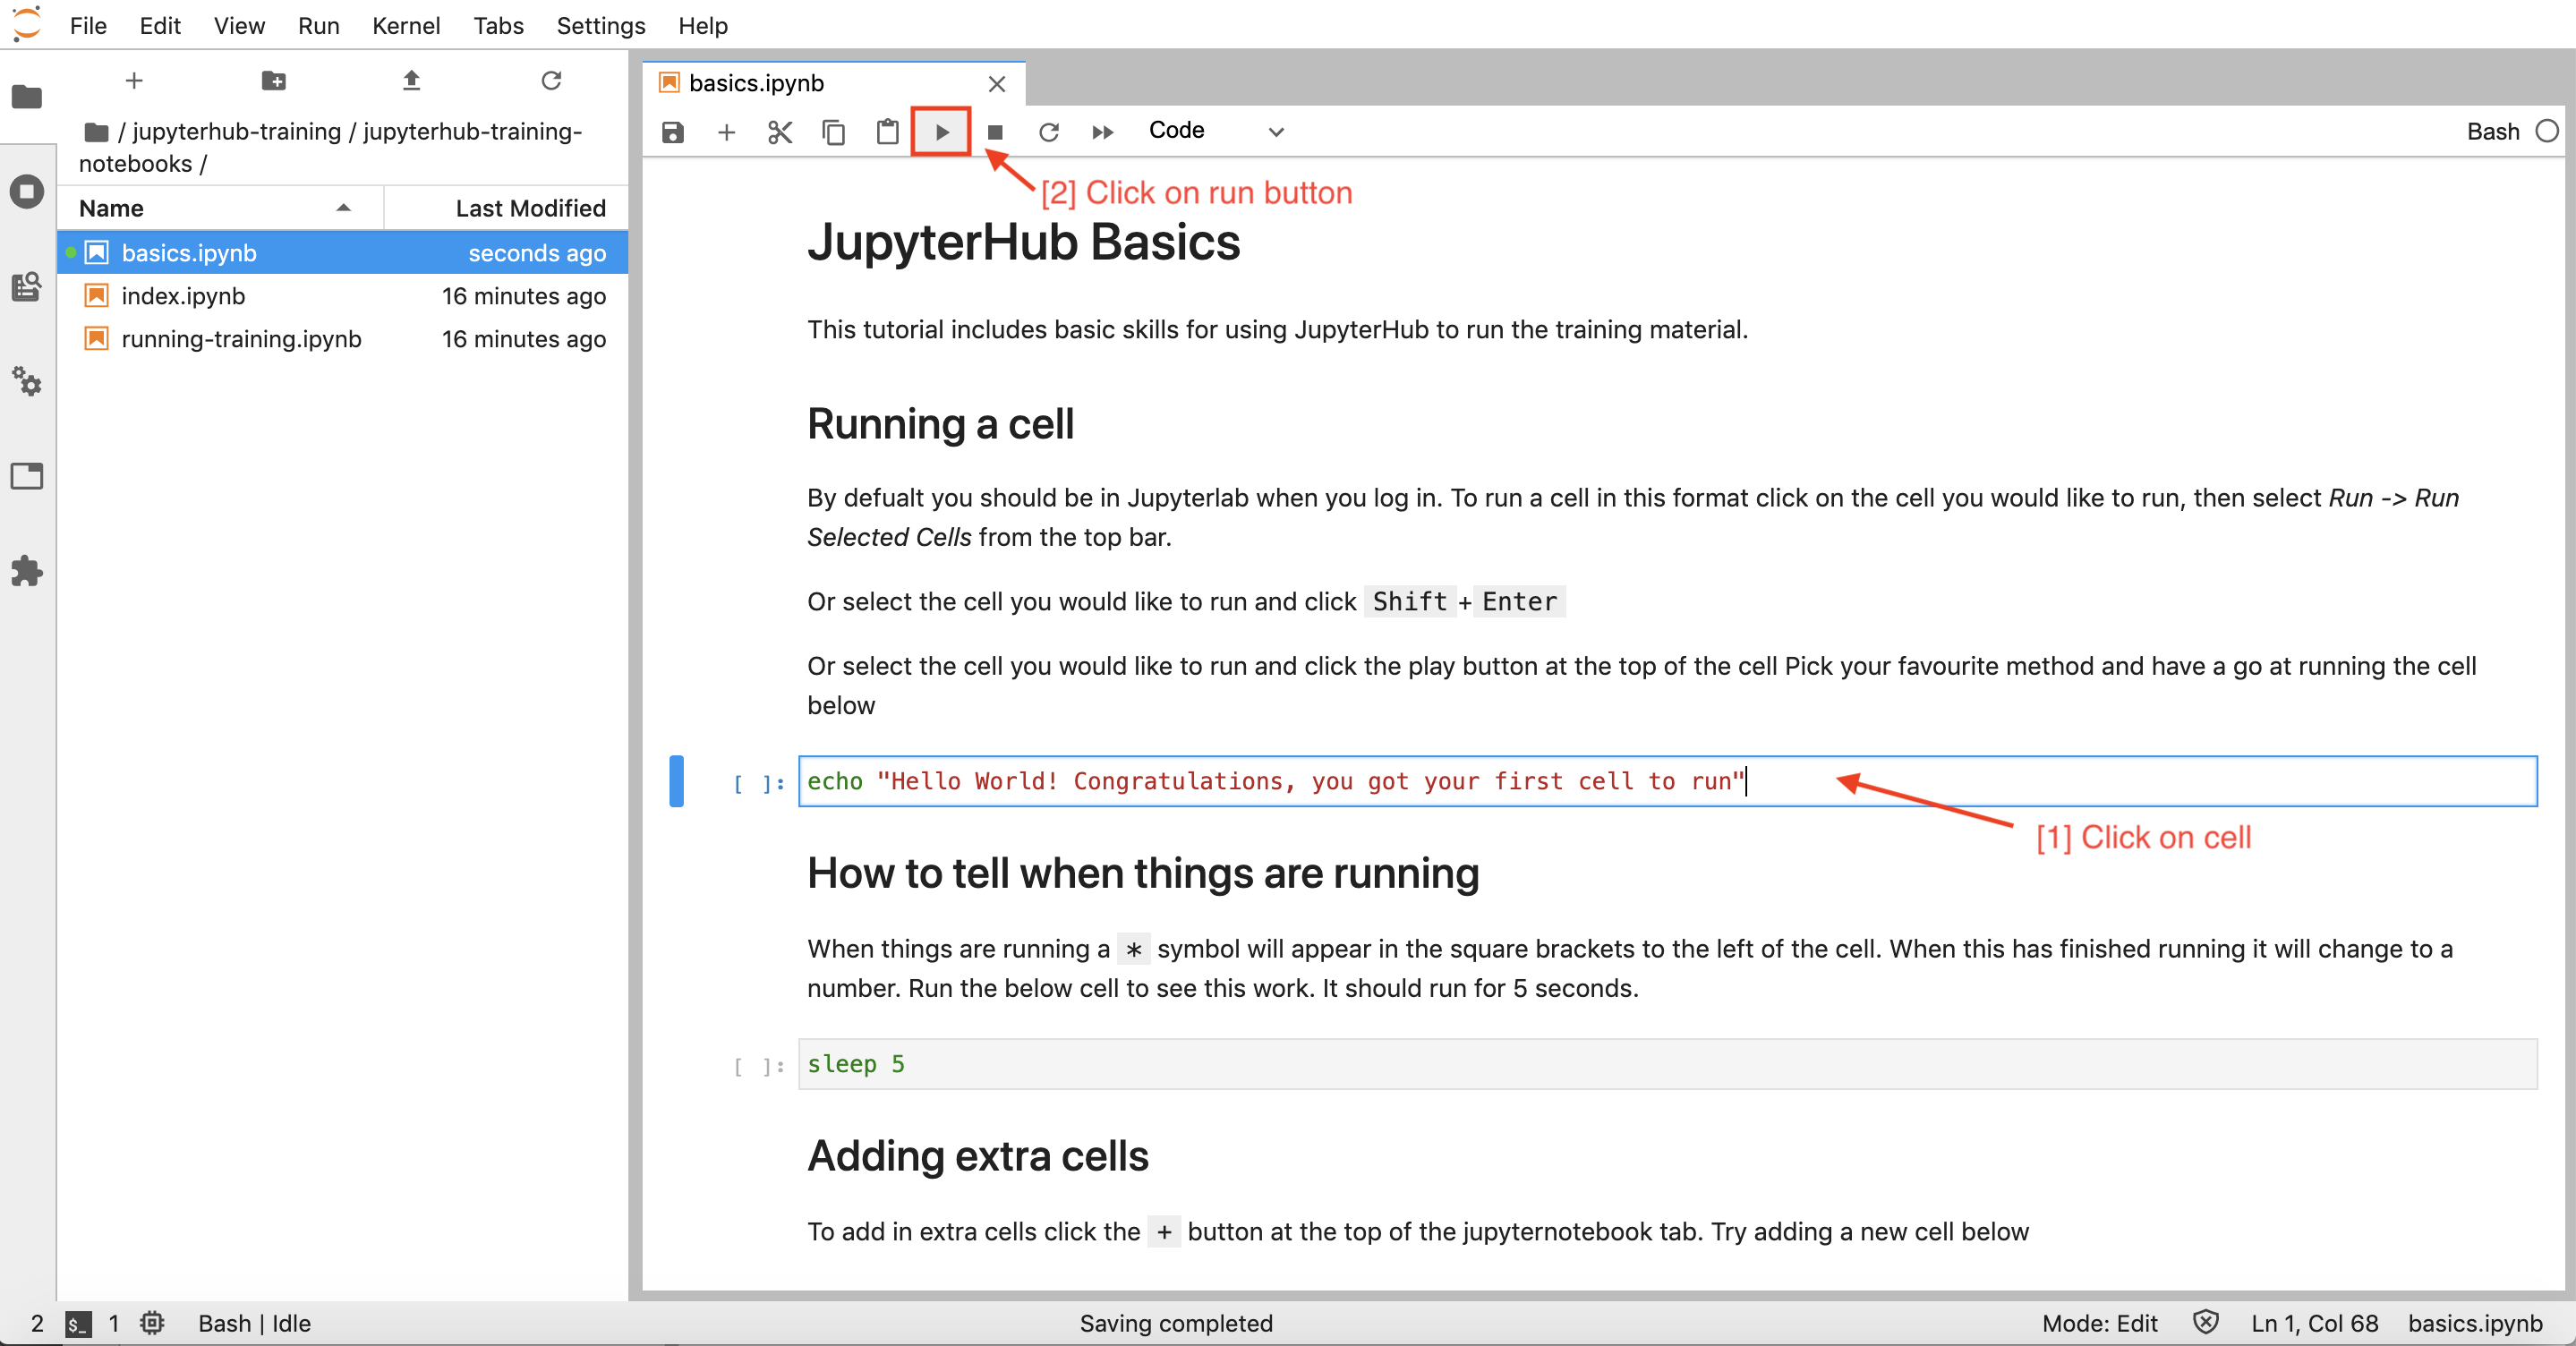 File Edit View Run Kernel Tabs Settings Help
/ jupyterhub-training / jupyterhub-training-
notebooks /
Name Last Modified
basics.ipynb seconds ago
index.ipynb 16 minutes ago
running-training.ipynb 16 minutes ago
basics.ipynb
Code
Bash
[2] Click on run button
JupyterHub Basics
This tutorial includes basic skills for using JupyterHub to run the training material.
Running a cell
By defualt you should be in Jupyterlab when you log in. To run a cell in this format click on the cell you would like to run, then select Run -> Run
Selected Cells from the top bar.
Or select the cell you would like to run and click Shift + Enter
Or select the cell you would like to run and click the play button at the top of the cell Pick your favourite method and have a go at running the cell
below
[ ]: echo "Hello World! Congratulations, you got your first cell to run"
[1] Click on cell
How to tell when things are running
When things are running a * symbol will appear in the square brackets to the left of the cell. When this has finished running it will change to a
number. Run the below cell to see this work. It should run for 5 seconds.
[ ]: sleep 5
Adding extra cells
To add in extra cells click the + button at the top of the jupyternotebook tab. Try adding a new cell below
2 $_ 1 Bash | Idle Saving completed Mode: Edit Ln 1, Col 68 basics.ipynb